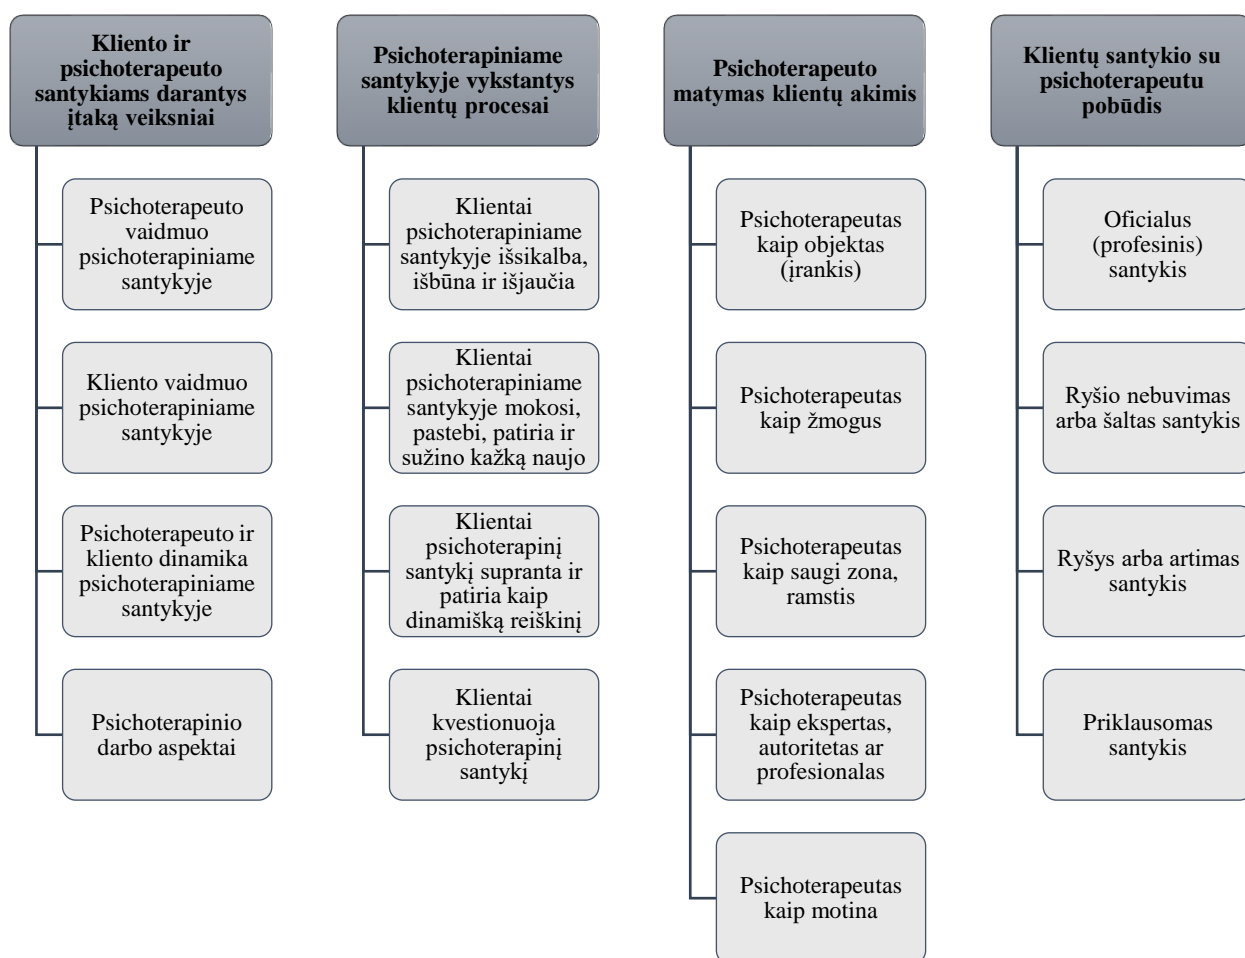 Kliento ir
psichoterapeuto
santykiams darantys
įtaką veiksniai
Psichoterapeuto
vaidmuo
psichoterapiniame
santykyje
Kliento vaidmuo
psichoterapiniame
santykyje
Psichoterapeuto ir
kliento dinamika
psichoterapiniame
santykyje
Psichoterapinio
darbo aspektai
Psichoterapiniame
santykyje vykstantys
klientų procesai
Klientai
psichoterapiniame
santykyje išsikalba,
išbūna ir išjaučia
Klientai
psichoterapiniame
santykyje mokosi,
pastebi, patiria ir
sužino kažką naujo
Klientai
psichoterapinį
santykį supranta ir
patiria kaip
dinamišką reiškinį
Klientai
kvestionuoja
psichoterapinį
santykį
Psichoterapeuto
matymas klientų akimis
Psichoterapeutas
kaip objektas
(įrankis)
Psichoterapeutas
kaip žmogus
Psichoterapeutas
kaip saugi zona,
ramstis
Psichoterapeutas
kaip ekspertas,
autoritetas ar
profesionalas
Psichoterapeutas
kaip motina
Klientų santykio su
psichoterapeutu
pobūdis
Oficialus
(profesinis)
santykis
Ryšio nebuvimas
arba šaltas santykis
Ryšys arba artimas
santykis
Priklausomas
santykis